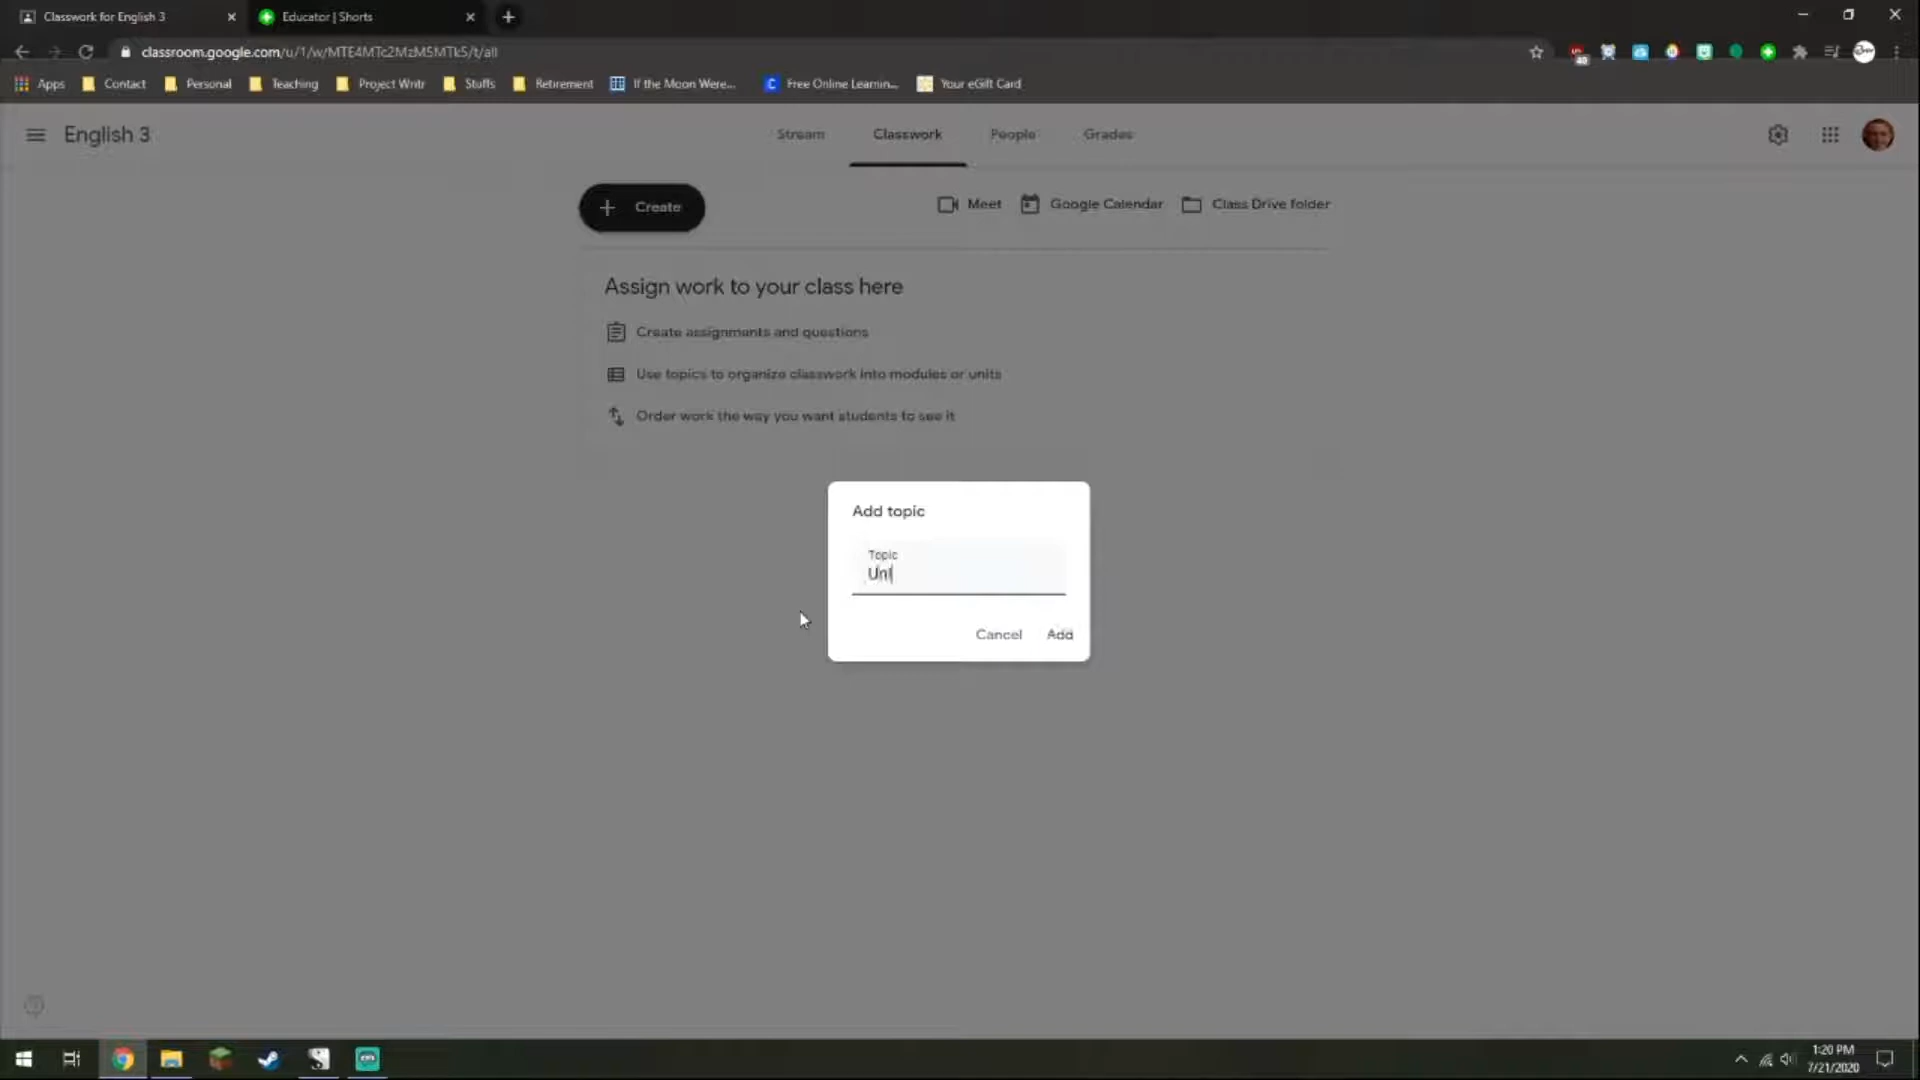 Classwork for English 3
Educator | Shorts
classroom.google.com/u/1/w/MTE4MTc2MzM5MTk5/t/all
40
Apps
Contact
Personal
Teaching
Project Write
Stuffs
Retirement
If the Moon Were...
Free Online Learnin...
Your eGift Card
English 3
Stream
Classwork
People
Grades
Create
Meet
Google Calendar
Class Drive folder
Assign work to your class here
Create assignments and questions
Use topics to organize classwork into modules or units
Order work the way you want students to see it
Add topic
Topic
Uni
Cancel
Add
1:20 PM
7/21/2020